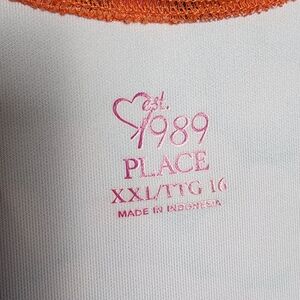 est.
1989
PLACE
XXL/TTG 16
MADE IN INDONESIA